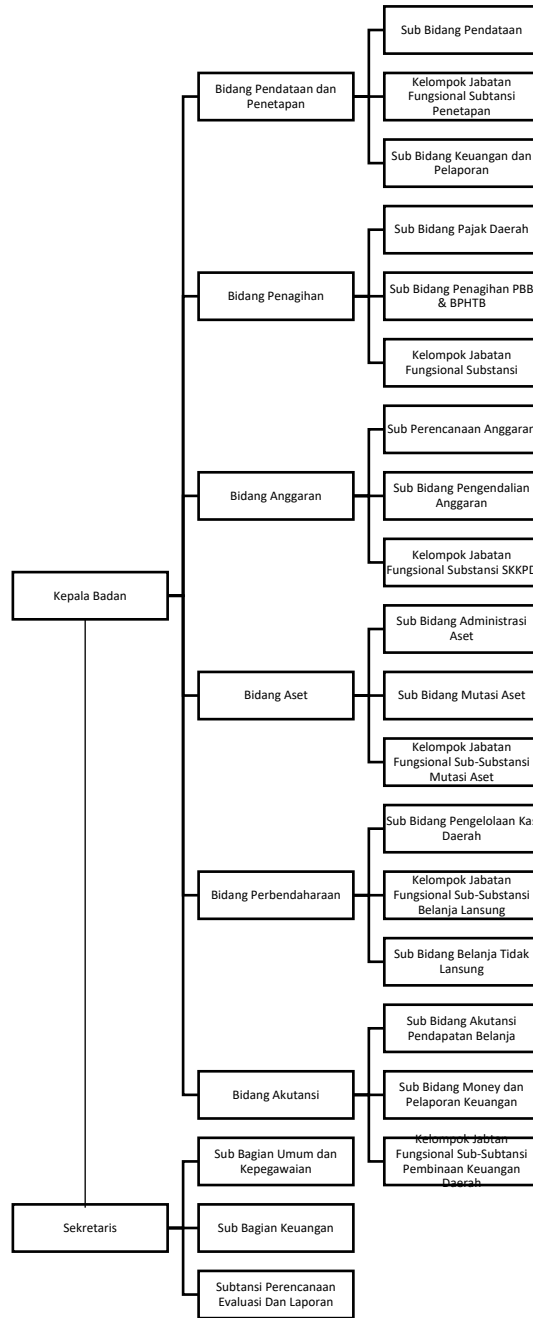 Sub Bidang Pendataan
Bidang Pendataan dan
Penetapan
Kelompok Jabatan
Fungsional Subtansi
Penetapan
Sub Bidang Keuangan dan
Pelaporan
Sub Bidang Pajak Daerah
Bidang Penagihan
Sub Bidang Penagihan PBB
& BPHTB
Kelompok Jabatan
Fungsional Substansi
Sub Perencanaan Anggaran
Bidang Anggaran
Sub Bidang Pengendalian
Anggaran
Kelompok Jabatan
Fungsional Substansi SKKPD
Kepala Badan
Sub Bidang Administrasi
Aset
Bidang Aset
Sub Bidang Mutasi Aset
Kelompok Jabatan
Fungsional Sub-Substansi
Mutasi Aset
Sub Bidang Pengelolaan Kas
Daerah
Bidang Perbendaharaan
Kelompok Jabatan
Fungsional Sub-Substansi
Belanja Lansung
Sub Bidang Belanja Tidak
Lansung
Sub Bidang Akutansi
Pendapatan Belanja
Bidang Akutansi
Sub Bidang Money dan
Pelaporan Keuangan
Kelompok Jabtan
Fungsional Sub-Subtansi
Pembinaan Keuangan
Daerah
Sub Bagian Umum dan
Kepegawaian
Sekretaris
Sub Bagian Keuangan
Subtansi Perencanaan
Evaluasi Dan Laporan